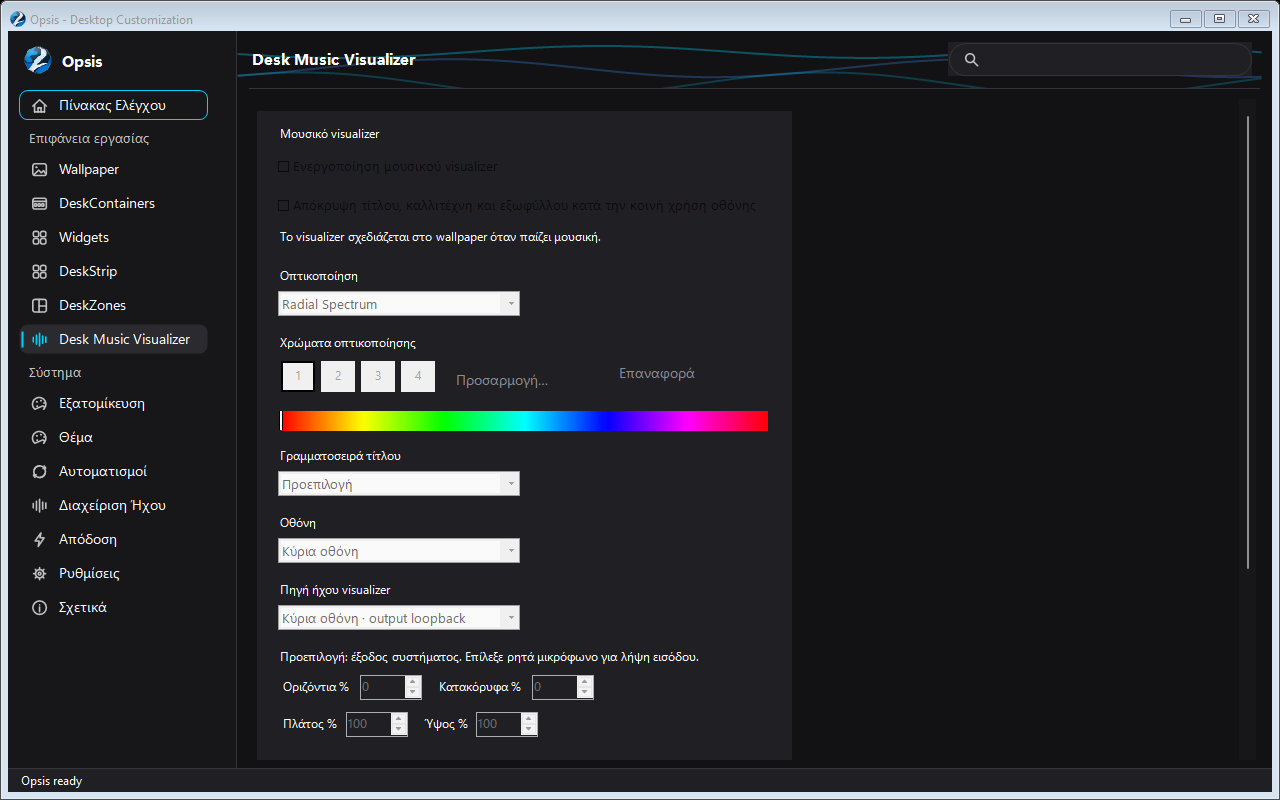 Opsis - Desktop Customization
Opsis
Desk Music Visualizer
Πίνακας Ελέγχου
Επιφάνεια εργασίας
Wallpaper
DeskContainers
Widgets
DeskStrip
DeskZones
Desk Music Visualizer
Σύστημα
Εξατομίκευση
Θέμα
Αυτοματισμοί
Διαχείριση Ήχου
Απόδοση
Ρυθμίσεις
Σχετικά
Μουσικό visualizer
Ενεργοποίηση μουσικού visualizer
Απόκρυψη τίτλου, καλλιτέχνη και εξωφύλλου κατά την κοινή χρήση οθόνης
Το visualizer σχεδιάζεται στο wallpaper όταν παίζει μουσική.
Οπτικοποίηση
Radial Spectrum
Χρώματα οπτικοποίησης
1 2 3 4 Προσαρμογή... Επαναφορά
Γραμματοσειρά τίτλου
Προεπιλογή
Οθόνη
Κύρια οθόνη
Πηγή ήχου visualizer
Κύρια οθόνη · output loopback
Προεπιλογή: έξοδος συστήματος. Επίλεξε ρητά μικρόφωνο για λήψη εισόδου.
Οριζόντια % 0 Κατακόρυφα % 0
Πλάτος % 100 Ύψος % 100
Opsis ready